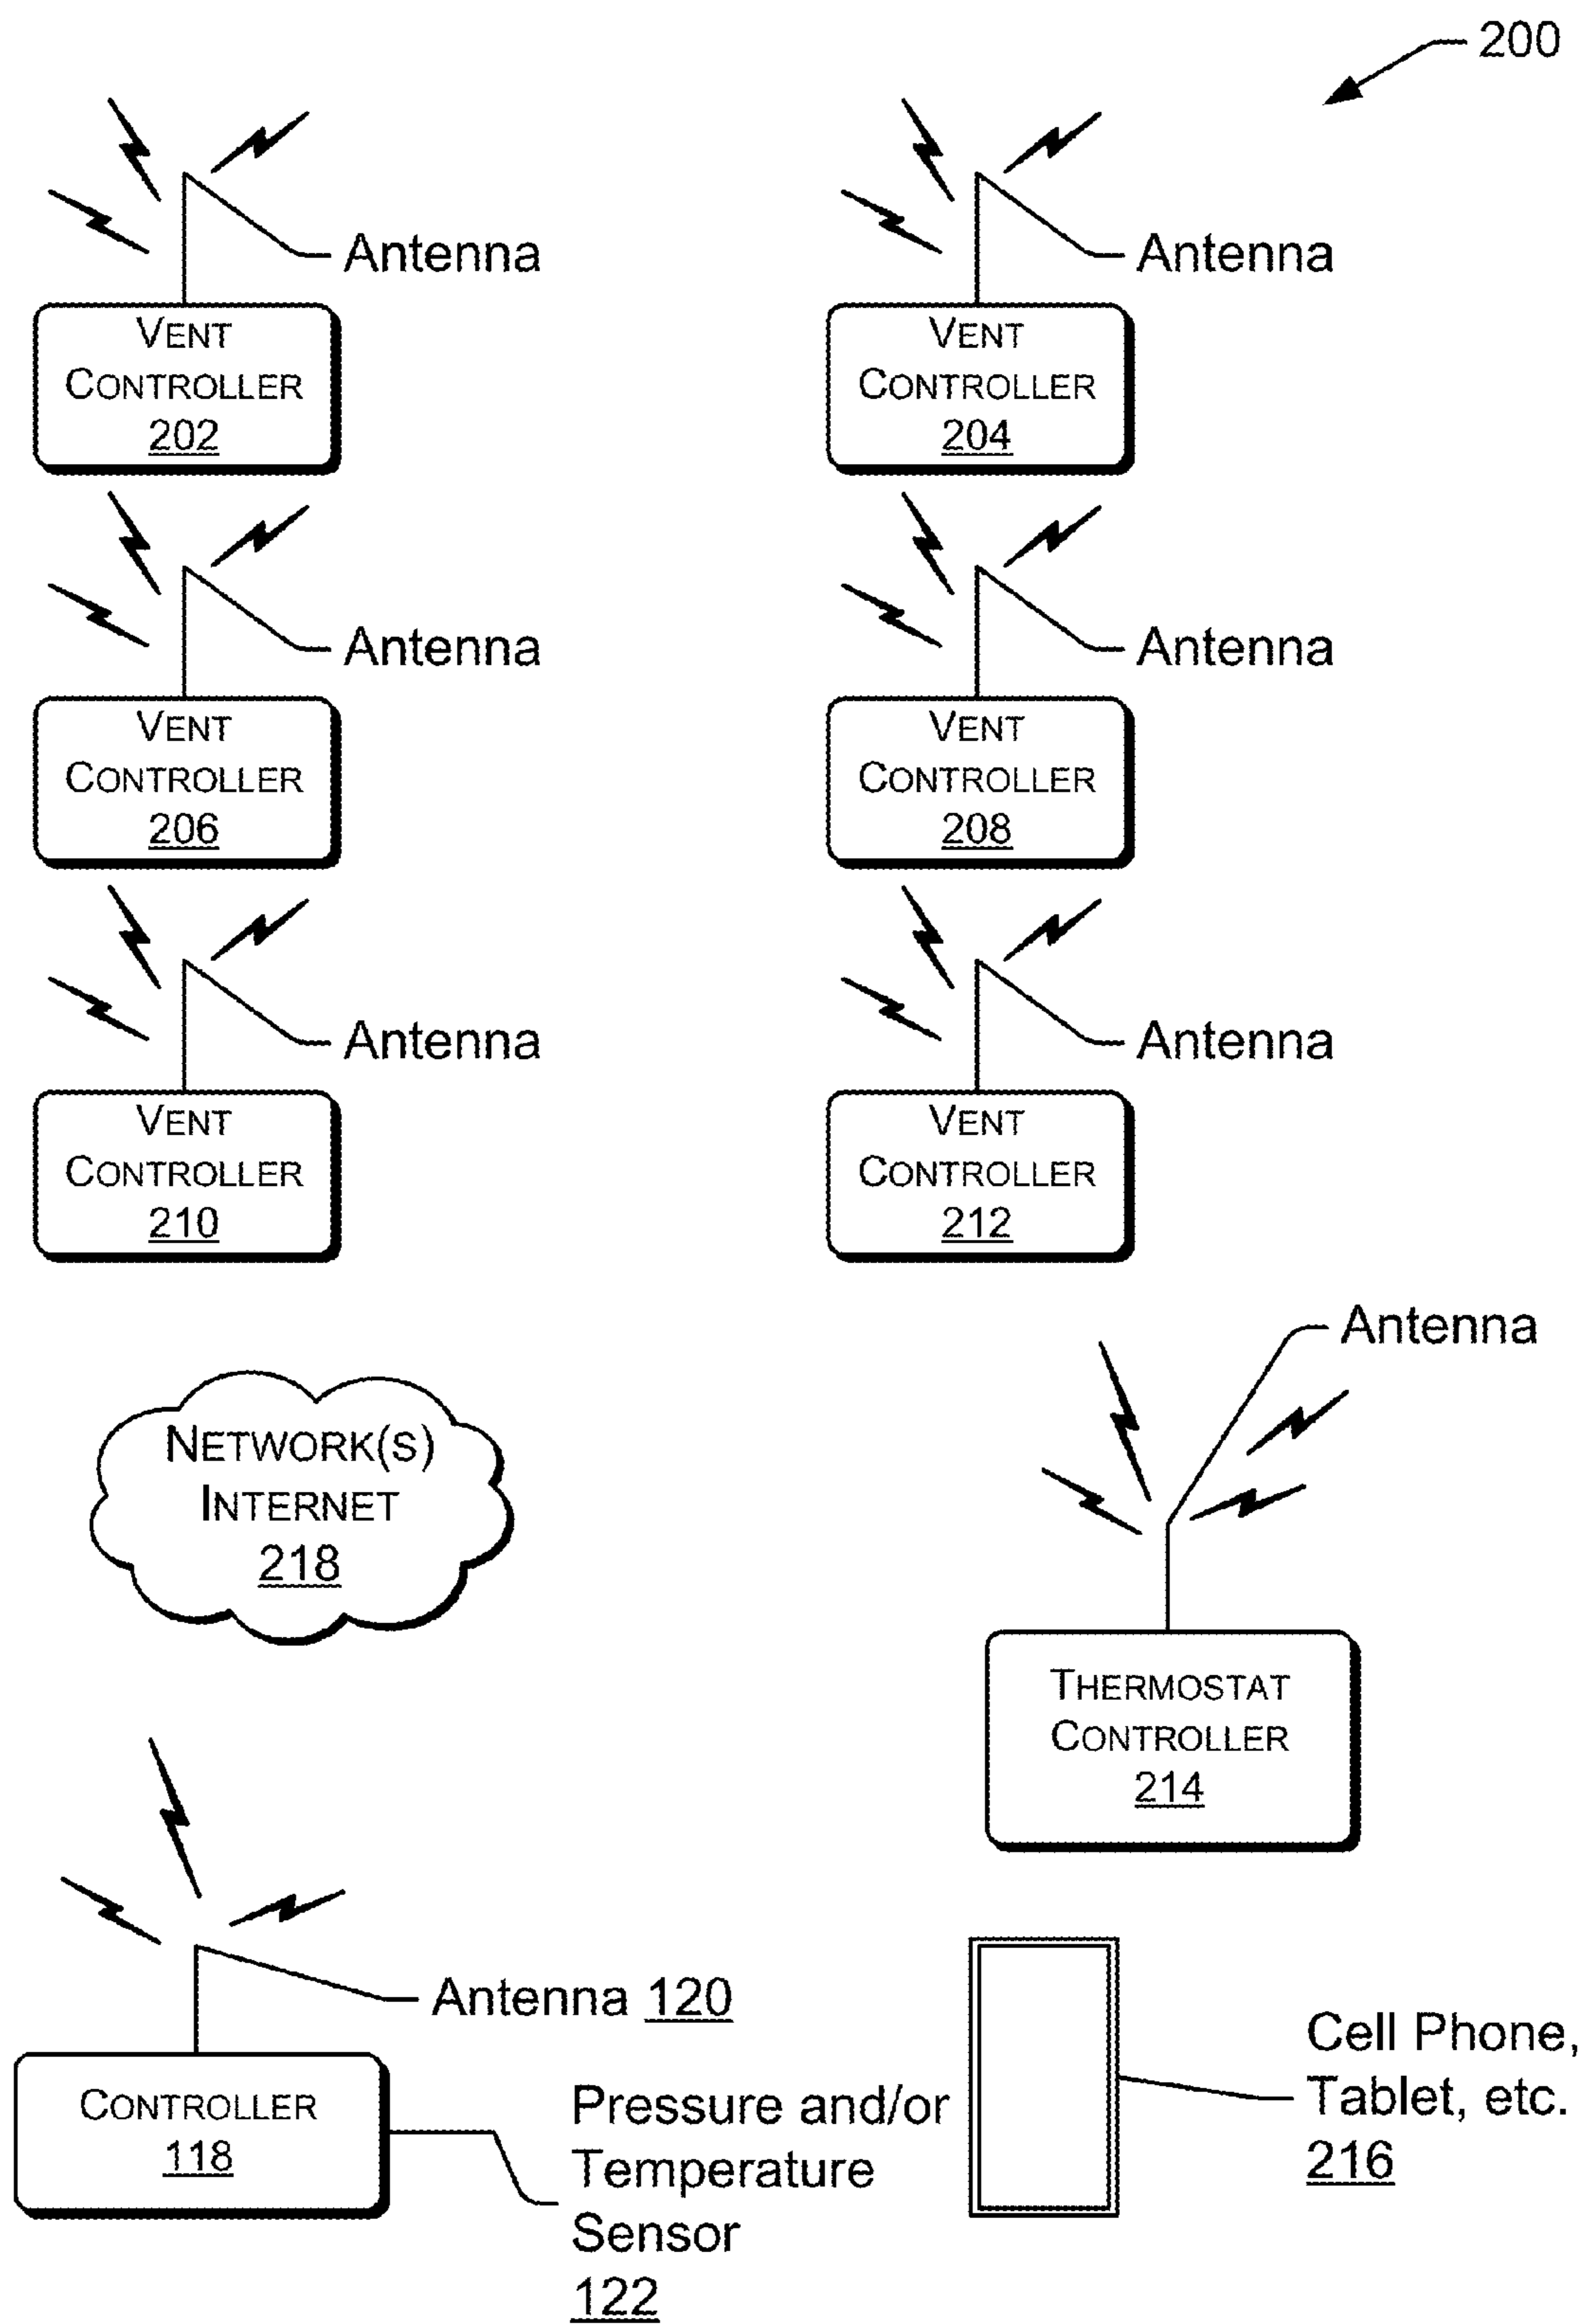 200
Antenna
Antenna
VENT
CONTROLLER
202
VENT
CONTROLLER
204
Antenna
Antenna
VENT
CONTROLLER
206
VENT
CONTROLLER
208
Antenna
Antenna
VENT
CONTROLLER
210
VENT
CONTROLLER
212
Antenna
NETWORK(S)
INTERNET
218
THERMOSTAT
CONTROLLER
214
Antenna 120
CONTROLLER
118
Pressure and/or
Temperature
Sensor
122
Cell Phone,
Tablet, etc.
216